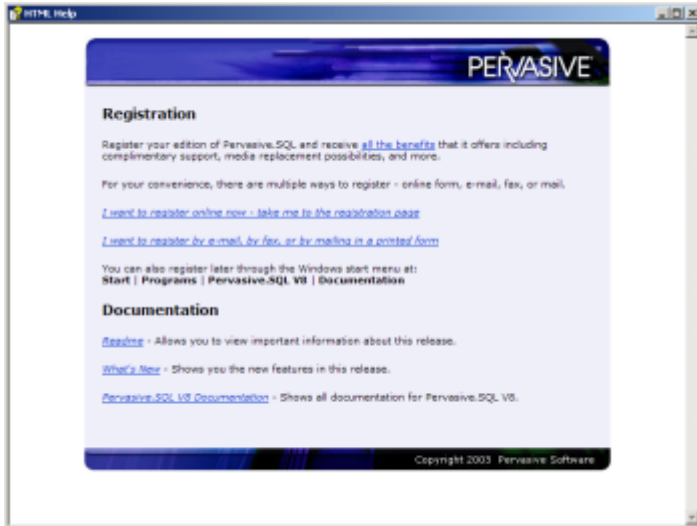 HTML Help
PERVASIVE
Registration
Register your edition of Pervasive.SQL and receive all the benefits that it offers including
complimentary support, media replacement possibilities, and more.
For your convenience, there are multiple ways to register - online form, e-mail, fax, or mail.
I want to register online now - take me to the registration page
I want to register by e-mail, by fax, or by mailing in a printed form
You can also register later through the Windows start menu at:
Start | Programs | Pervasive.SQL V8 | Documentation
Documentation
Readme - Allows you to view important information about this release.
What's New - Shows you the new features in this release.
Pervasive.SQL V8 Documentation - Shows all documentation for Pervasive.SQL V8.
Copyright 2003 Pervasive Software